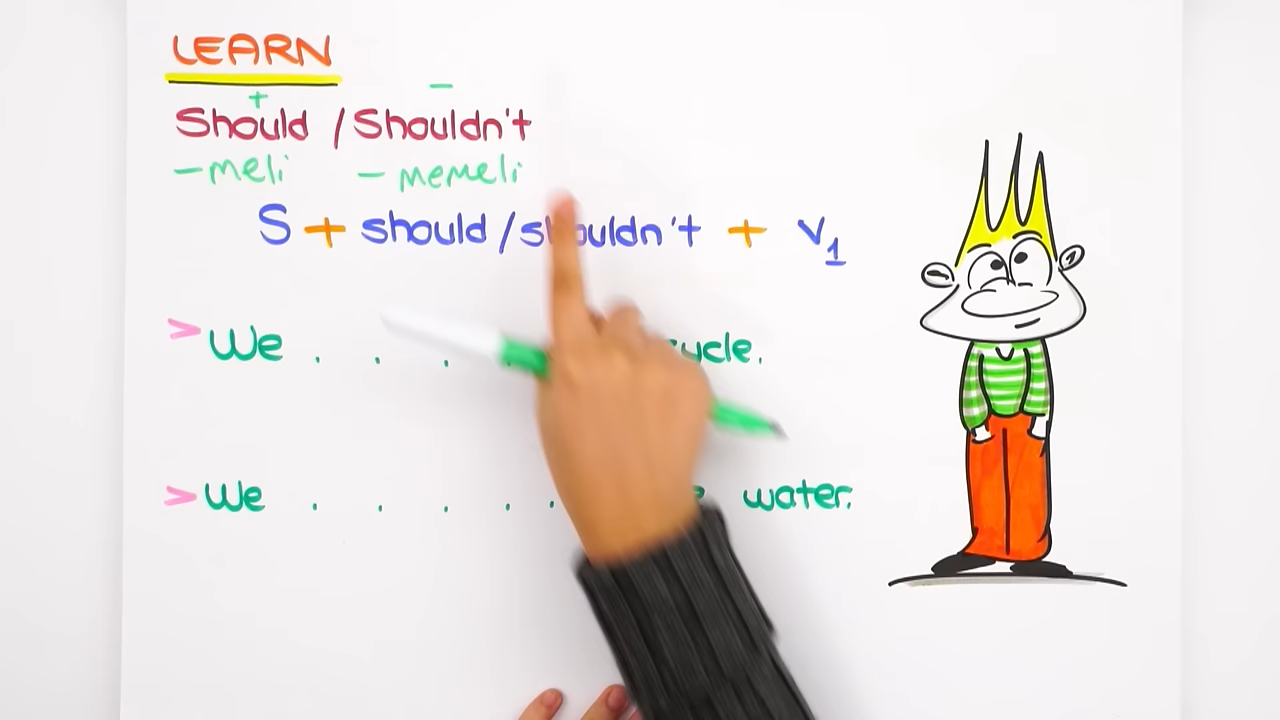 LEARN
+ −
Should / Shouldn't
-meli -memeli
S + should / shouldn't + V1
> We . . . cycle.
> We . . . . . water.